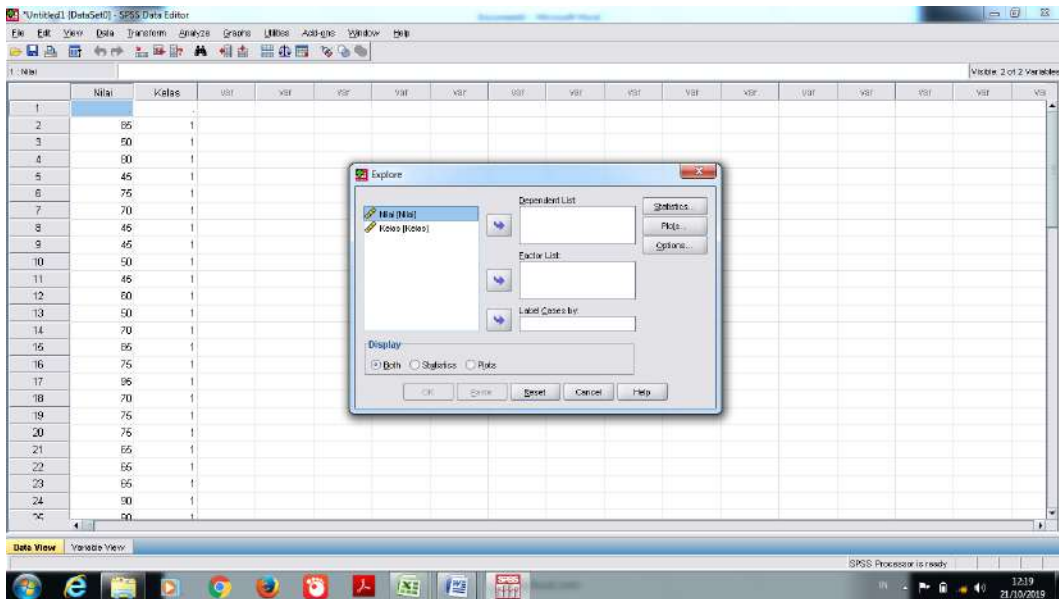 *Untitled1 [DataSet0] - SPSS Data Editor
File Edit View Data Transform Analyze Graphs Utilities Add-ons Window Help
1 : Nilai
Visible: 2 of 2 Variables
Nilai Kelas var var var var var var var var var var var var var
1 . .
2 85 1
3 50 1
4 80 1
5 45 1
6 75 1
7 70 1
8 45 1
9 45 1
10 50 1
11 45 1
12 60 1
13 50 1
14 70 1
15 1
16 75 1
17 95 1
18 70 1
19 75 1
20 75 1
21 65 1
22 65 1
23 65 1
24 90 1
25 1
Explore
Nilai [Nilai]
Kelas [Kelas]
Dependent List:
Factor List:
Label Cases by:
Statistics...
Plots...
Options...
Display
Both Statistics Plots
OK Paste Reset Cancel Help
Data View Variable View
SPSS Processor is ready
IN
12:19
21/10/2019